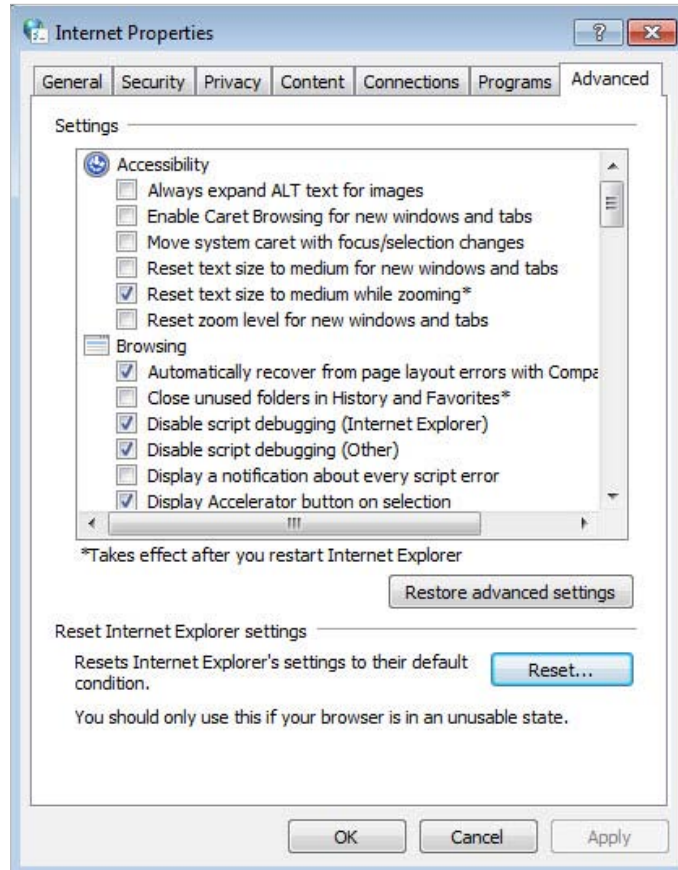 Internet Properties
General Security Privacy Content Connections Programs Advanced
Settings
Accessibility
Always expand ALT text for images
Enable Caret Browsing for new windows and tabs
Move system caret with focus/selection changes
Reset text size to medium for new windows and tabs
Reset text size to medium while zooming*
Reset zoom level for new windows and tabs
Browsing
Automatically recover from page layout errors with Compa
Close unused folders in History and Favorites*
Disable script debugging (Internet Explorer)
Disable script debugging (Other)
Display a notification about every script error
Display Accelerator button on selection
*Takes effect after you restart Internet Explorer
Restore advanced settings
Reset Internet Explorer settings
Resets Internet Explorer's settings to their default
condition.
Reset...
You should only use this if your browser is in an unusable state.
OK Cancel Apply